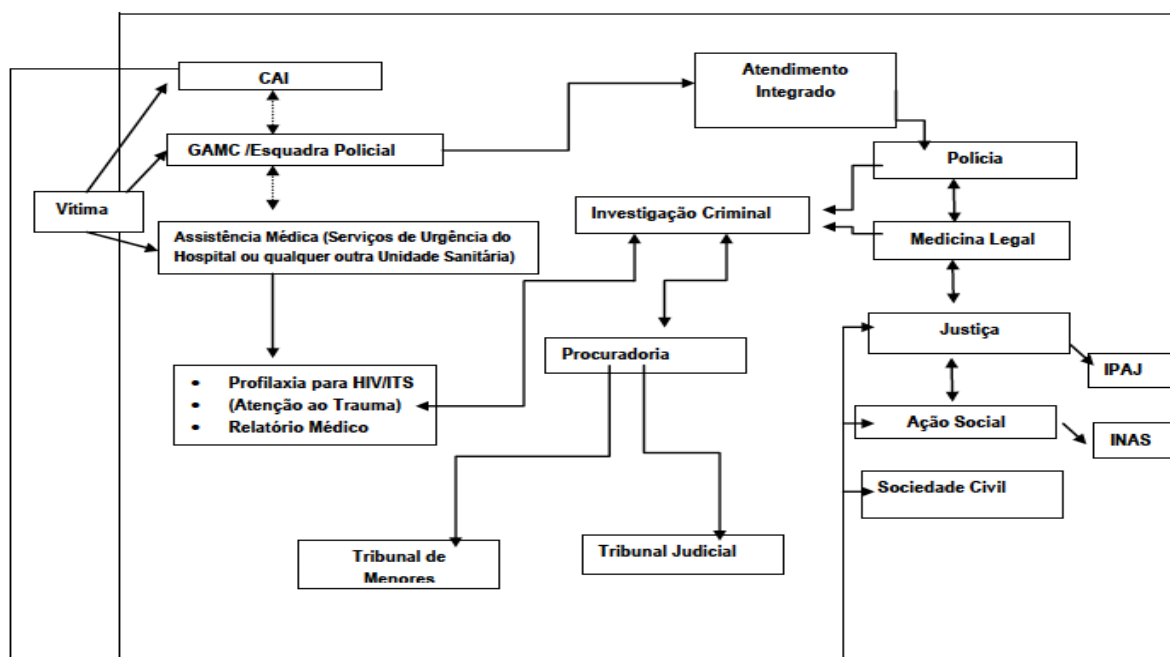 CAI
Atendimento
Integrado
GAMC /Esquadra Policial
Polícia
Vítima
Investigação Criminal
Assistência Médica (Serviços de Urgência do
Hospital ou qualquer outra Unidade Sanitária)
Medicina Legal
Justiça
Procuradoria
IPAJ
• Profilaxia para HIV/ITS
• (Atenção ao Trauma)
• Relatório Médico
Ação Social
INAS
Sociedade Civil
Tribunal de
Menores
Tribunal Judicial